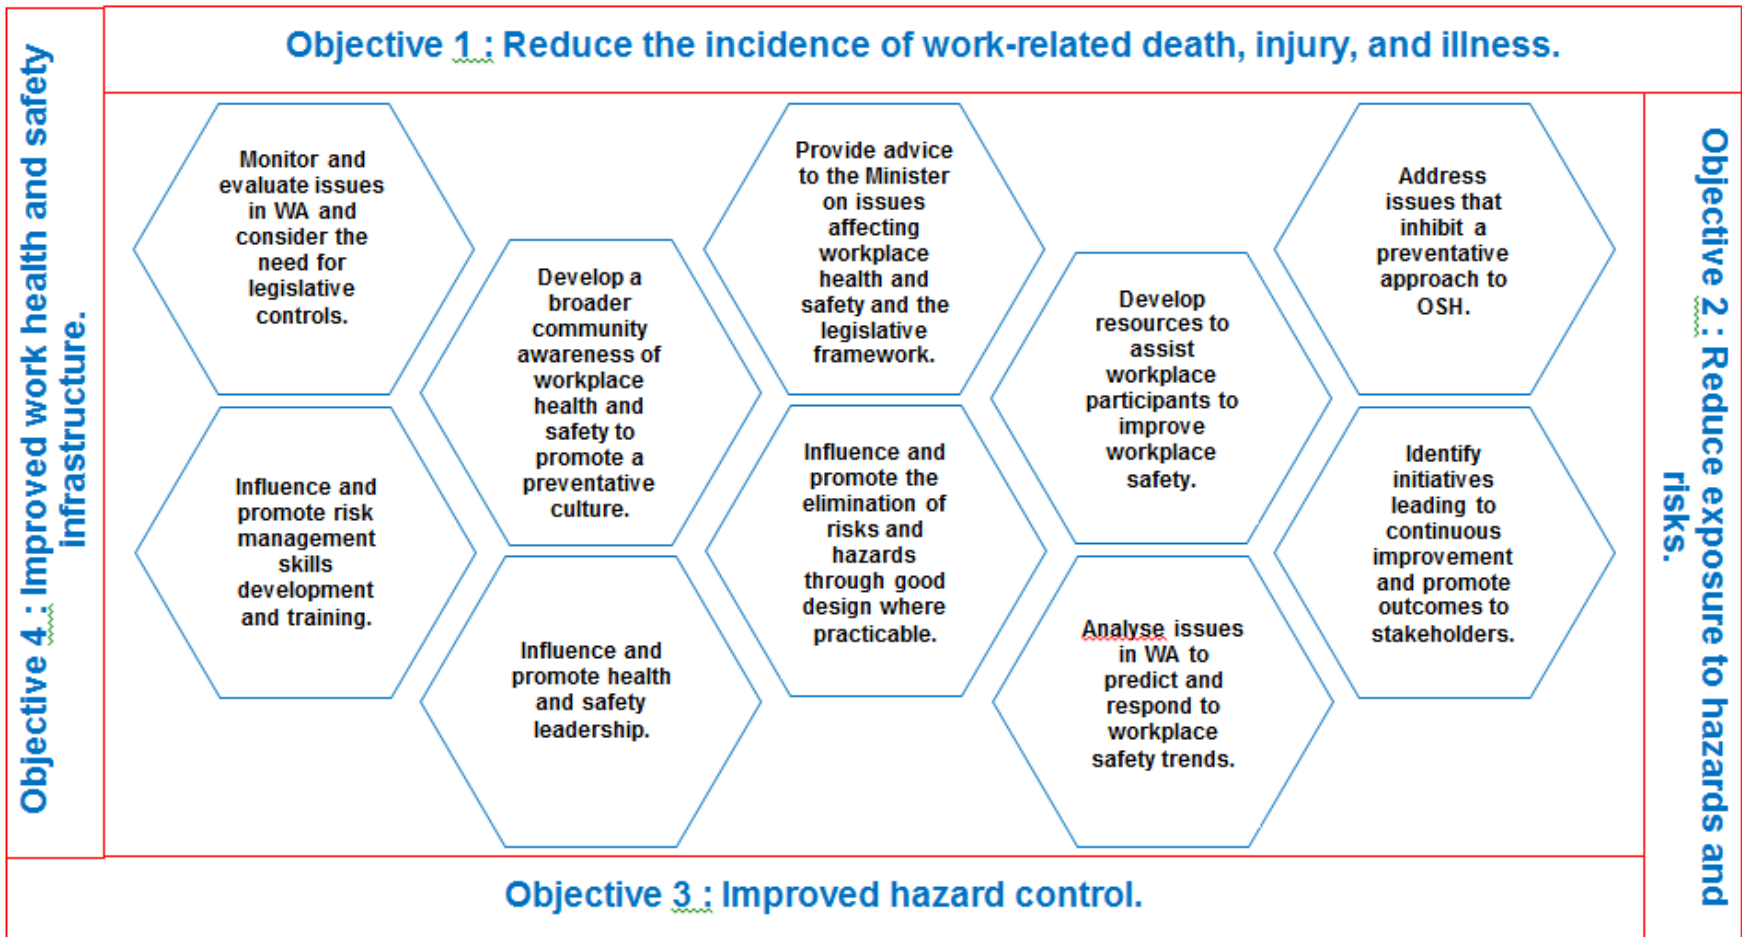 Objective 1 : Reduce the incidence of work-related death, injury, and illness.
Objective 4 : Improved work health and safety
infrastructure.
Monitor and
evaluate issues
in WA and
consider the
need for
legislative
controls.
Influence and
promote risk
management
skills
development
and training.
Develop a
broader
community
awareness of
workplace
health and
safety to
promote a
preventative
culture.
Influence and
promote health
and safety
leadership.
Provide advice
to the Minister
on issues
affecting
workplace
health and
safety and the
legislative
framework.
Influence and
promote the
elimination of
risks and
hazards
through good
design where
practicable.
Develop
resources to
assist
workplace
participants to
improve
workplace
safety.
Analyse issues
in WA to
predict and
respond to
workplace
safety trends.
Address
issues that
inhibit a
preventative
approach to
OSH.
Identify
initiatives
leading to
continuous
improvement
and promote
outcomes to
stakeholders.
Objective 2 : Reduce exposure to hazards and
risks.
Objective 3 : Improved hazard control.